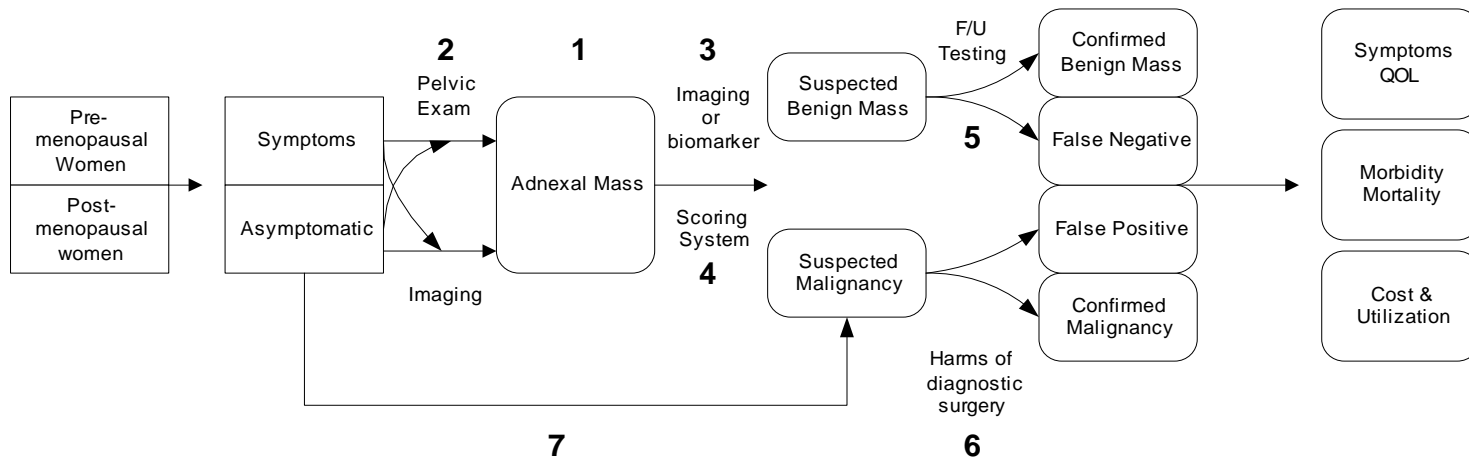 Pre-
menopausal
Women
Post-
menopausal
women
Symptoms
Asymptomatic
2
Pelvic
Exam
Imaging
1
Adnexal Mass
3
Imaging
or
biomarker
Scoring
System
4
7
Suspected
Benign Mass
Suspected
Malignancy
F/U
Testing
5
Harms of
diagnostic
surgery
6
Confirmed
Benign Mass
False Negative
False Positive
Confirmed
Malignancy
Symptoms
QOL
Morbidity
Mortality
Cost &
Utilization